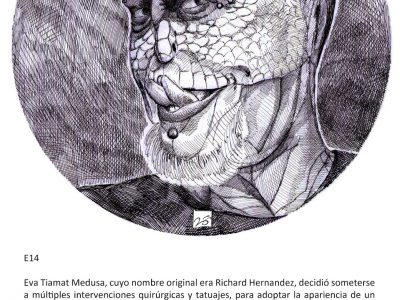 25
E14
Eva Tiamat Medusa, cuyo nombre original era Richard Hernandez, decidió someterse
a múltiples intervenciones quirúrgicas y tatuajes, para adoptar la apariencia de un